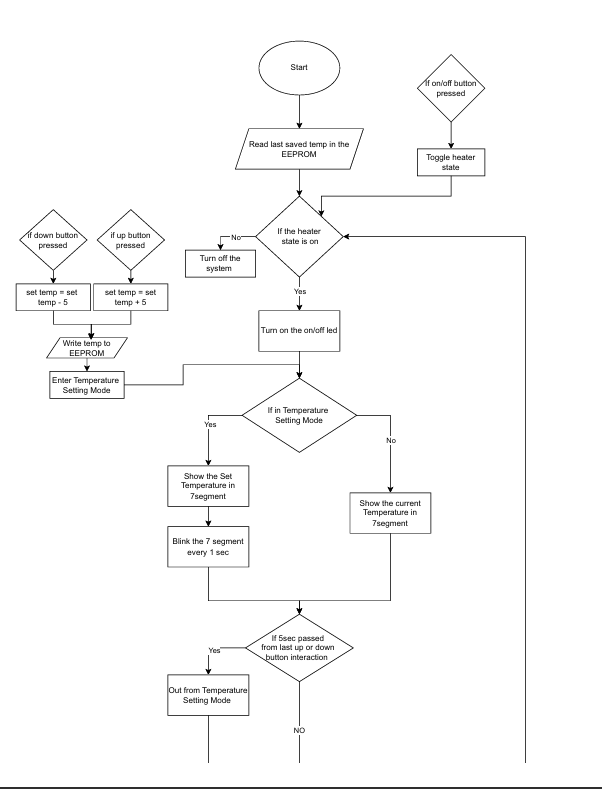 Start
If on/off button
pressed
Read last saved temp in the
EEPROM
Toggle heater
state
if down button
pressed
if up button
pressed
If the heater
state is on
No
Turn off the
system
Yes
set temp = set
temp - 5
set temp = set
temp + 5
Turn on the on/off led
Write temp to
EEPROM
Enter Temperature
Setting Mode
If in Temperature
Setting Mode
Yes
No
Show the Set
Temperature in
7segment
Show the current
Temperature in
7segment
Blink the 7 segment
every 1 sec
If 5sec passed
from last up or down
button interaction
Yes
Out from Temperature
Setting Mode
NO